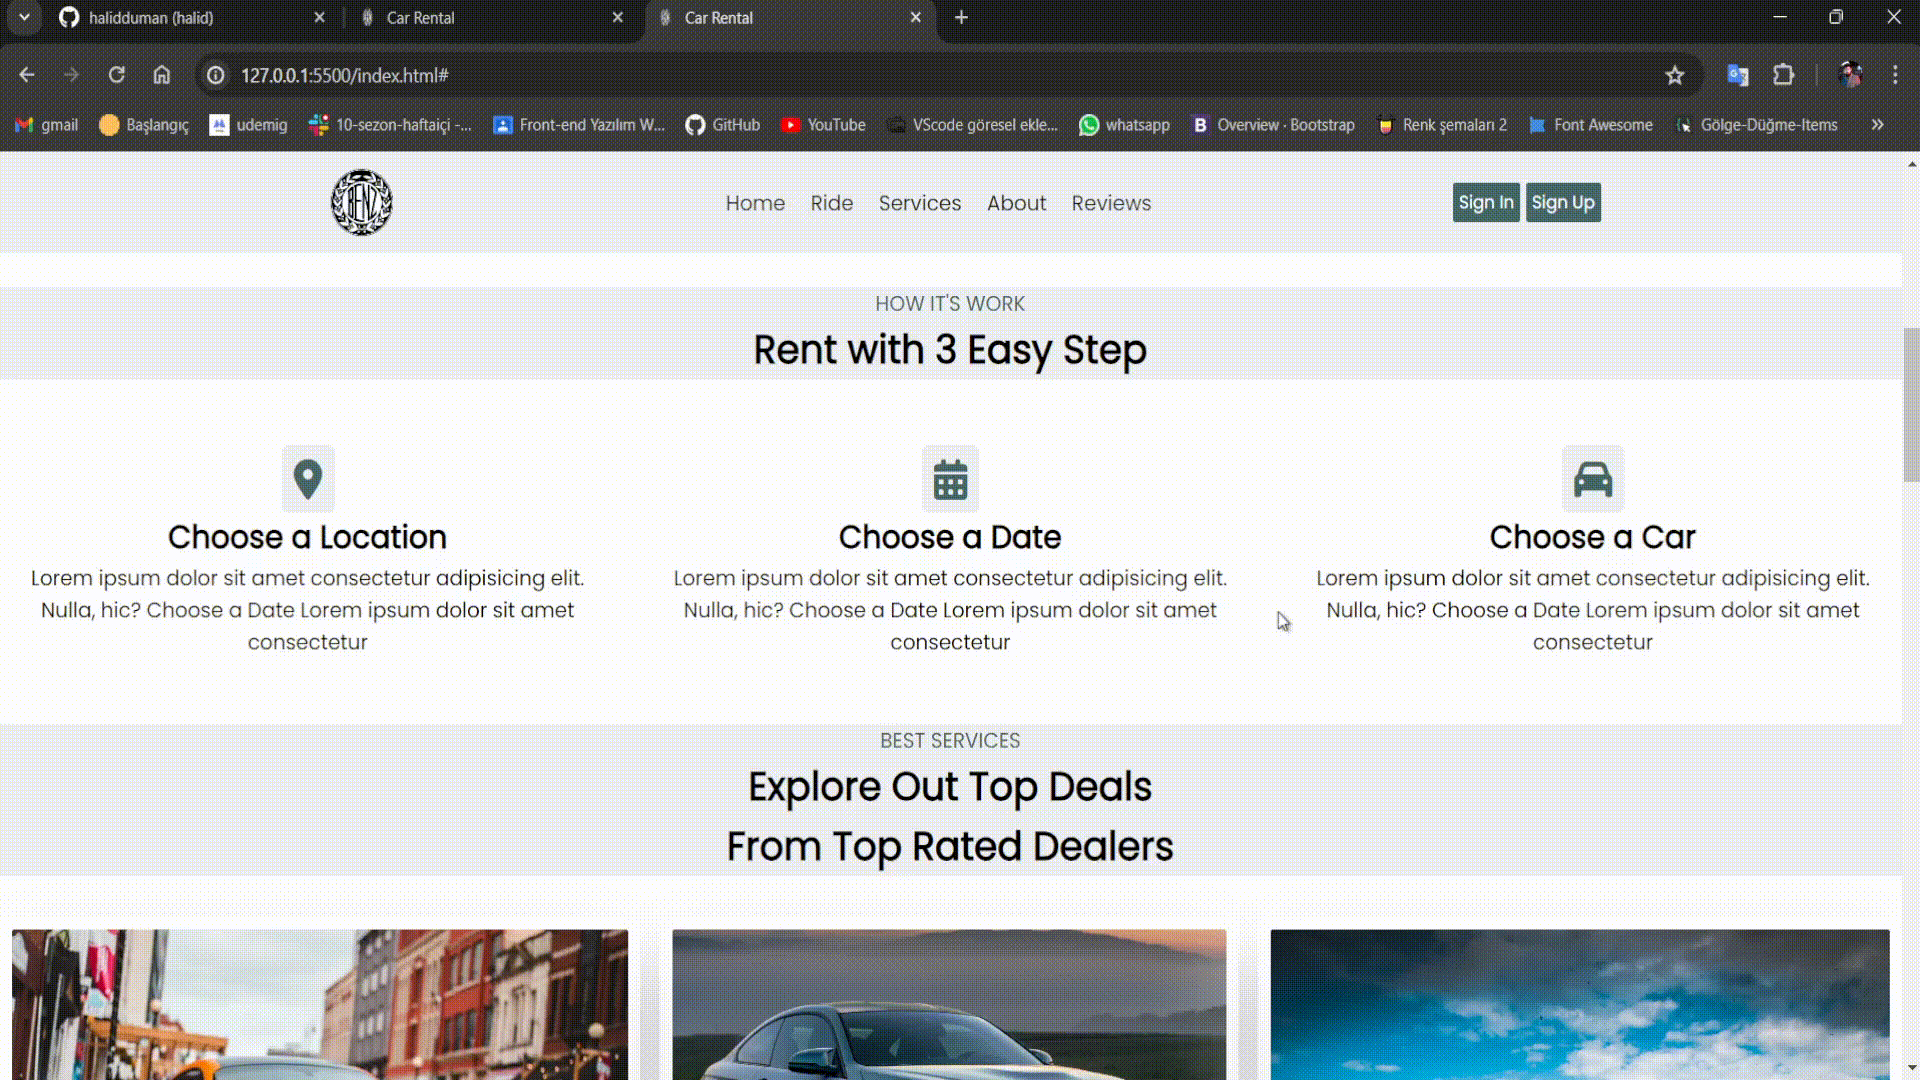 halidduman (halid)
Car Rental
Car Rental
127.0.0.1:5500/index.html#
gmail
Başlangıç
udemig
10-sezon-haftaiçi -...
Front-end Yazılım W...
GitHub
YouTube
VScode göresel ekle...
whatsapp
Overview · Bootstrap
Renk şemaları 2
Font Awesome
Gölge-Düğme-Items
BENZ
Home
Ride
Services
About
Reviews
Sign In
Sign Up
HOW IT'S WORK
Rent with 3 Easy Step
Choose a Location
Lorem ipsum dolor sit amet consectetur adipisicing elit.
Nulla, hic? Choose a Date Lorem ipsum dolor sit amet
consectetur
Choose a Date
Lorem ipsum dolor sit amet consectetur adipisicing elit.
Nulla, hic? Choose a Date Lorem ipsum dolor sit amet
consectetur
Choose a Car
Lorem ipsum dolor sit amet consectetur adipisicing elit.
Nulla, hic? Choose a Date Lorem ipsum dolor sit amet
consectetur
BEST SERVICES
Explore Out Top Deals
From Top Rated Dealers